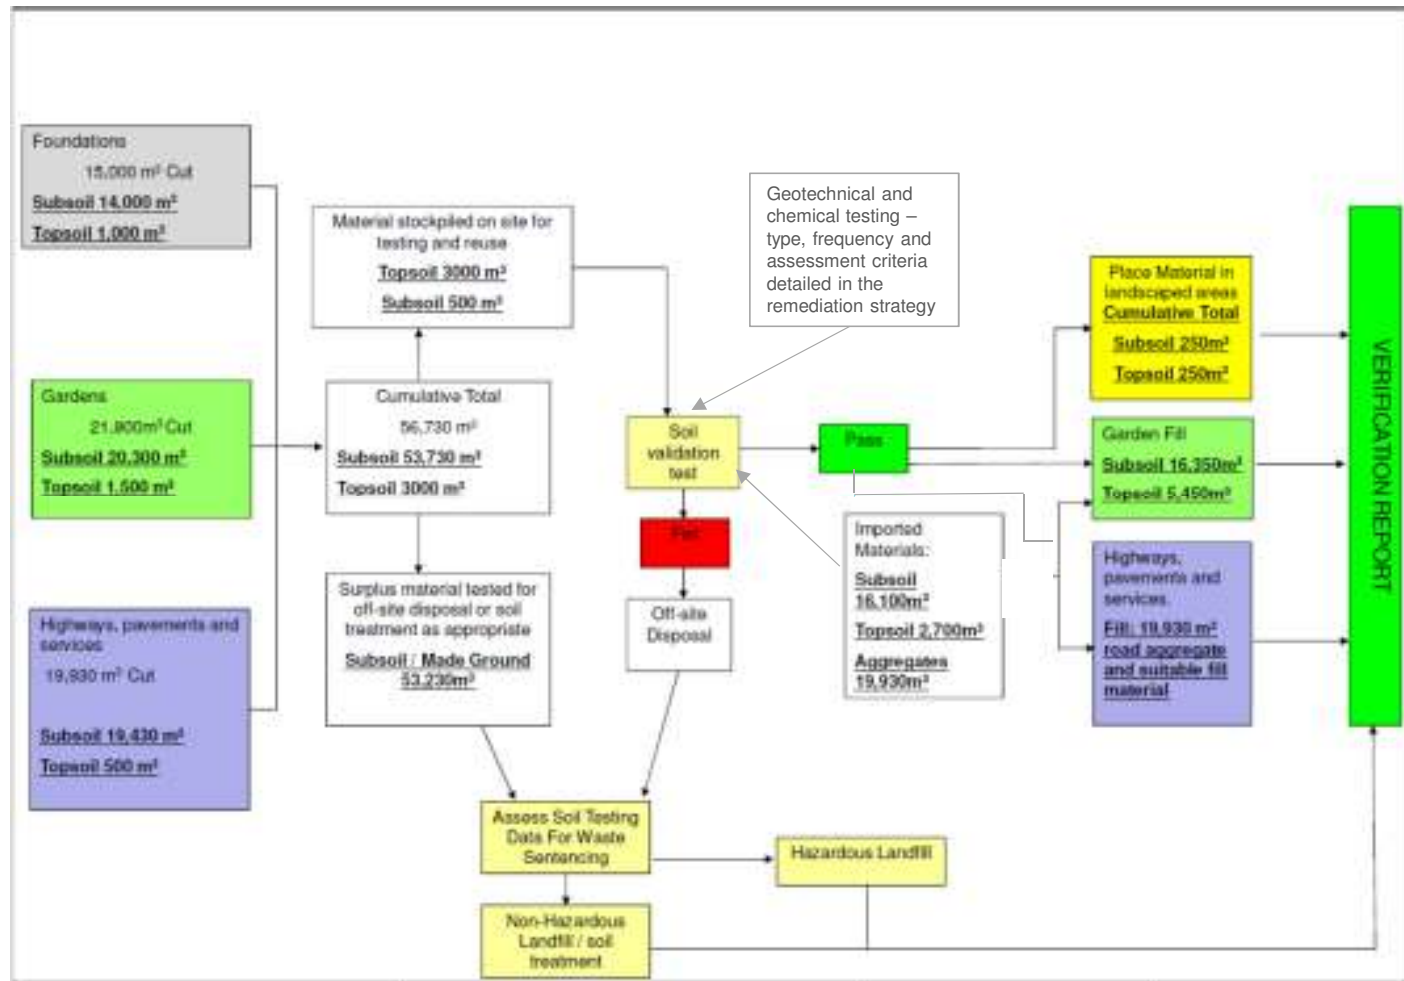 Foundations
15,000 m³ Cut
Subsoil 14,000 m³
Topsoil 1,000 m³
Material stockpiled on site for
testing and reuse
Topsoil 3000 m³
Subsoil 500 m³
Geotechnical and
chemical testing –
type, frequency and
assessment criteria
detailed in the
remediation strategy
Place Material in
landscaped areas
Cumulative Total
Subsoil 250m³
Topsoil 250m³
Gardens
21,800m³ Cut
Subsoil 20,300 m³
Topsoil 1,500 m³
Cumulative Total
56,730 m³
Subsoil 53,730 m³
Topsoil 3000 m³
Soil
validation
test
Pass
Garden Fill
Subsoil 16,350m³
Topsoil 5,450m³
VERIFICATION REPORT
Fail
Imported
Materials:
Subsoil
16,100m³
Topsoil 2,700m³
Aggregates
19,930m³
Highways,
pavements and
services.
Fill: 19,930 m³
road aggregate
and suitable fill
material
Highways, pavements and
services
19,930 m³ Cut
Subsoil 19,430 m³
Topsoil 500 m³
Surplus material tested for
off-site disposal or soil
treatment as appropriate
Subsoil / Made Ground
53,230m³
Off-site
Disposal
Assess Soil Testing
Data For Waste
Sentencing
Hazardous Landfill
Non-Hazardous
Landfill / soil
treatment